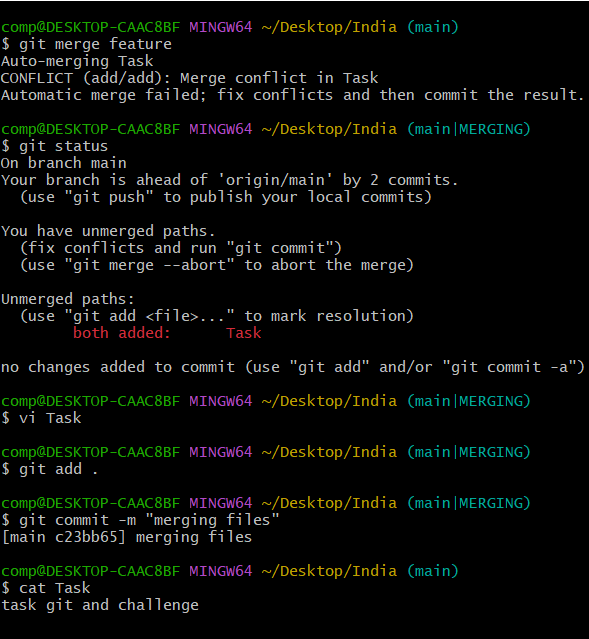 comp@DESKTOP-CAAC8BF MINGW64 ~/Desktop/India (main)
$ git merge feature
Auto-merging Task
CONFLICT (add/add): Merge conflict in Task
Automatic merge failed; fix conflicts and then commit the result.
comp@DESKTOP-CAAC8BF MINGW64 ~/Desktop/India (main|MERGING)
$ git status
On branch main
Your branch is ahead of 'origin/main' by 2 commits.
  (use "git push" to publish your local commits)
You have unmerged paths.
  (fix conflicts and run "git commit")
  (use "git merge --abort" to abort the merge)
Unmerged paths:
  (use "git add <file>..." to mark resolution)
        both added:      Task
no changes added to commit (use "git add" and/or "git commit -a")
comp@DESKTOP-CAAC8BF MINGW64 ~/Desktop/India (main|MERGING)
$ vi Task
comp@DESKTOP-CAAC8BF MINGW64 ~/Desktop/India (main|MERGING)
$ git add .
comp@DESKTOP-CAAC8BF MINGW64 ~/Desktop/India (main|MERGING)
$ git commit -m "merging files"
[main c23bb65] merging files
comp@DESKTOP-CAAC8BF MINGW64 ~/Desktop/India (main)
$ cat Task
task git and challenge